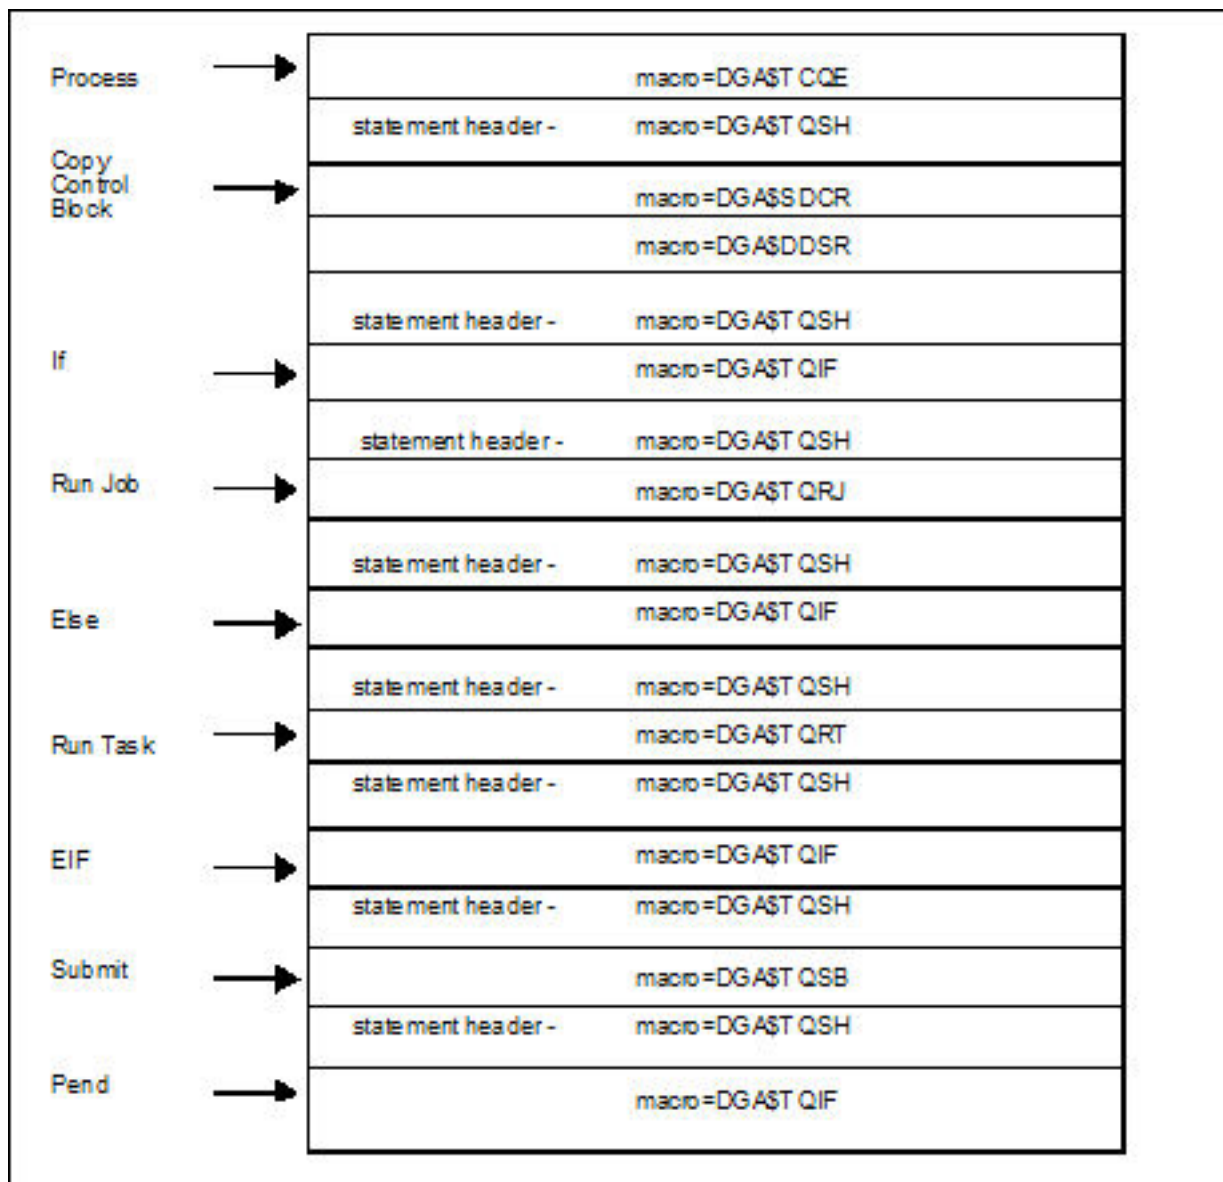 Process
macro=DGA$TCQE
statement header - macro=DGA$TQSH
Copy
Control
Block
macro=DGA$SDCR
macro=DGA$DDSR
statement header - macro=DGA$TQSH
If
macro=DGA$TQIF
statement header - macro=DGA$TQSH
Run Job
macro=DGA$TQRJ
statement header - macro=DGA$TQSH
Else
macro=DGA$TQIF
statement header - macro=DGA$TQSH
Run Task
macro=DGA$TQRT
statement header - macro=DGA$TQSH
EIF
macro=DGA$TQIF
statement header - macro=DGA$TQSH
Submit
macro=DGA$TQSB
statement header - macro=DGA$TQSH
Pend
macro=DGA$TQIF